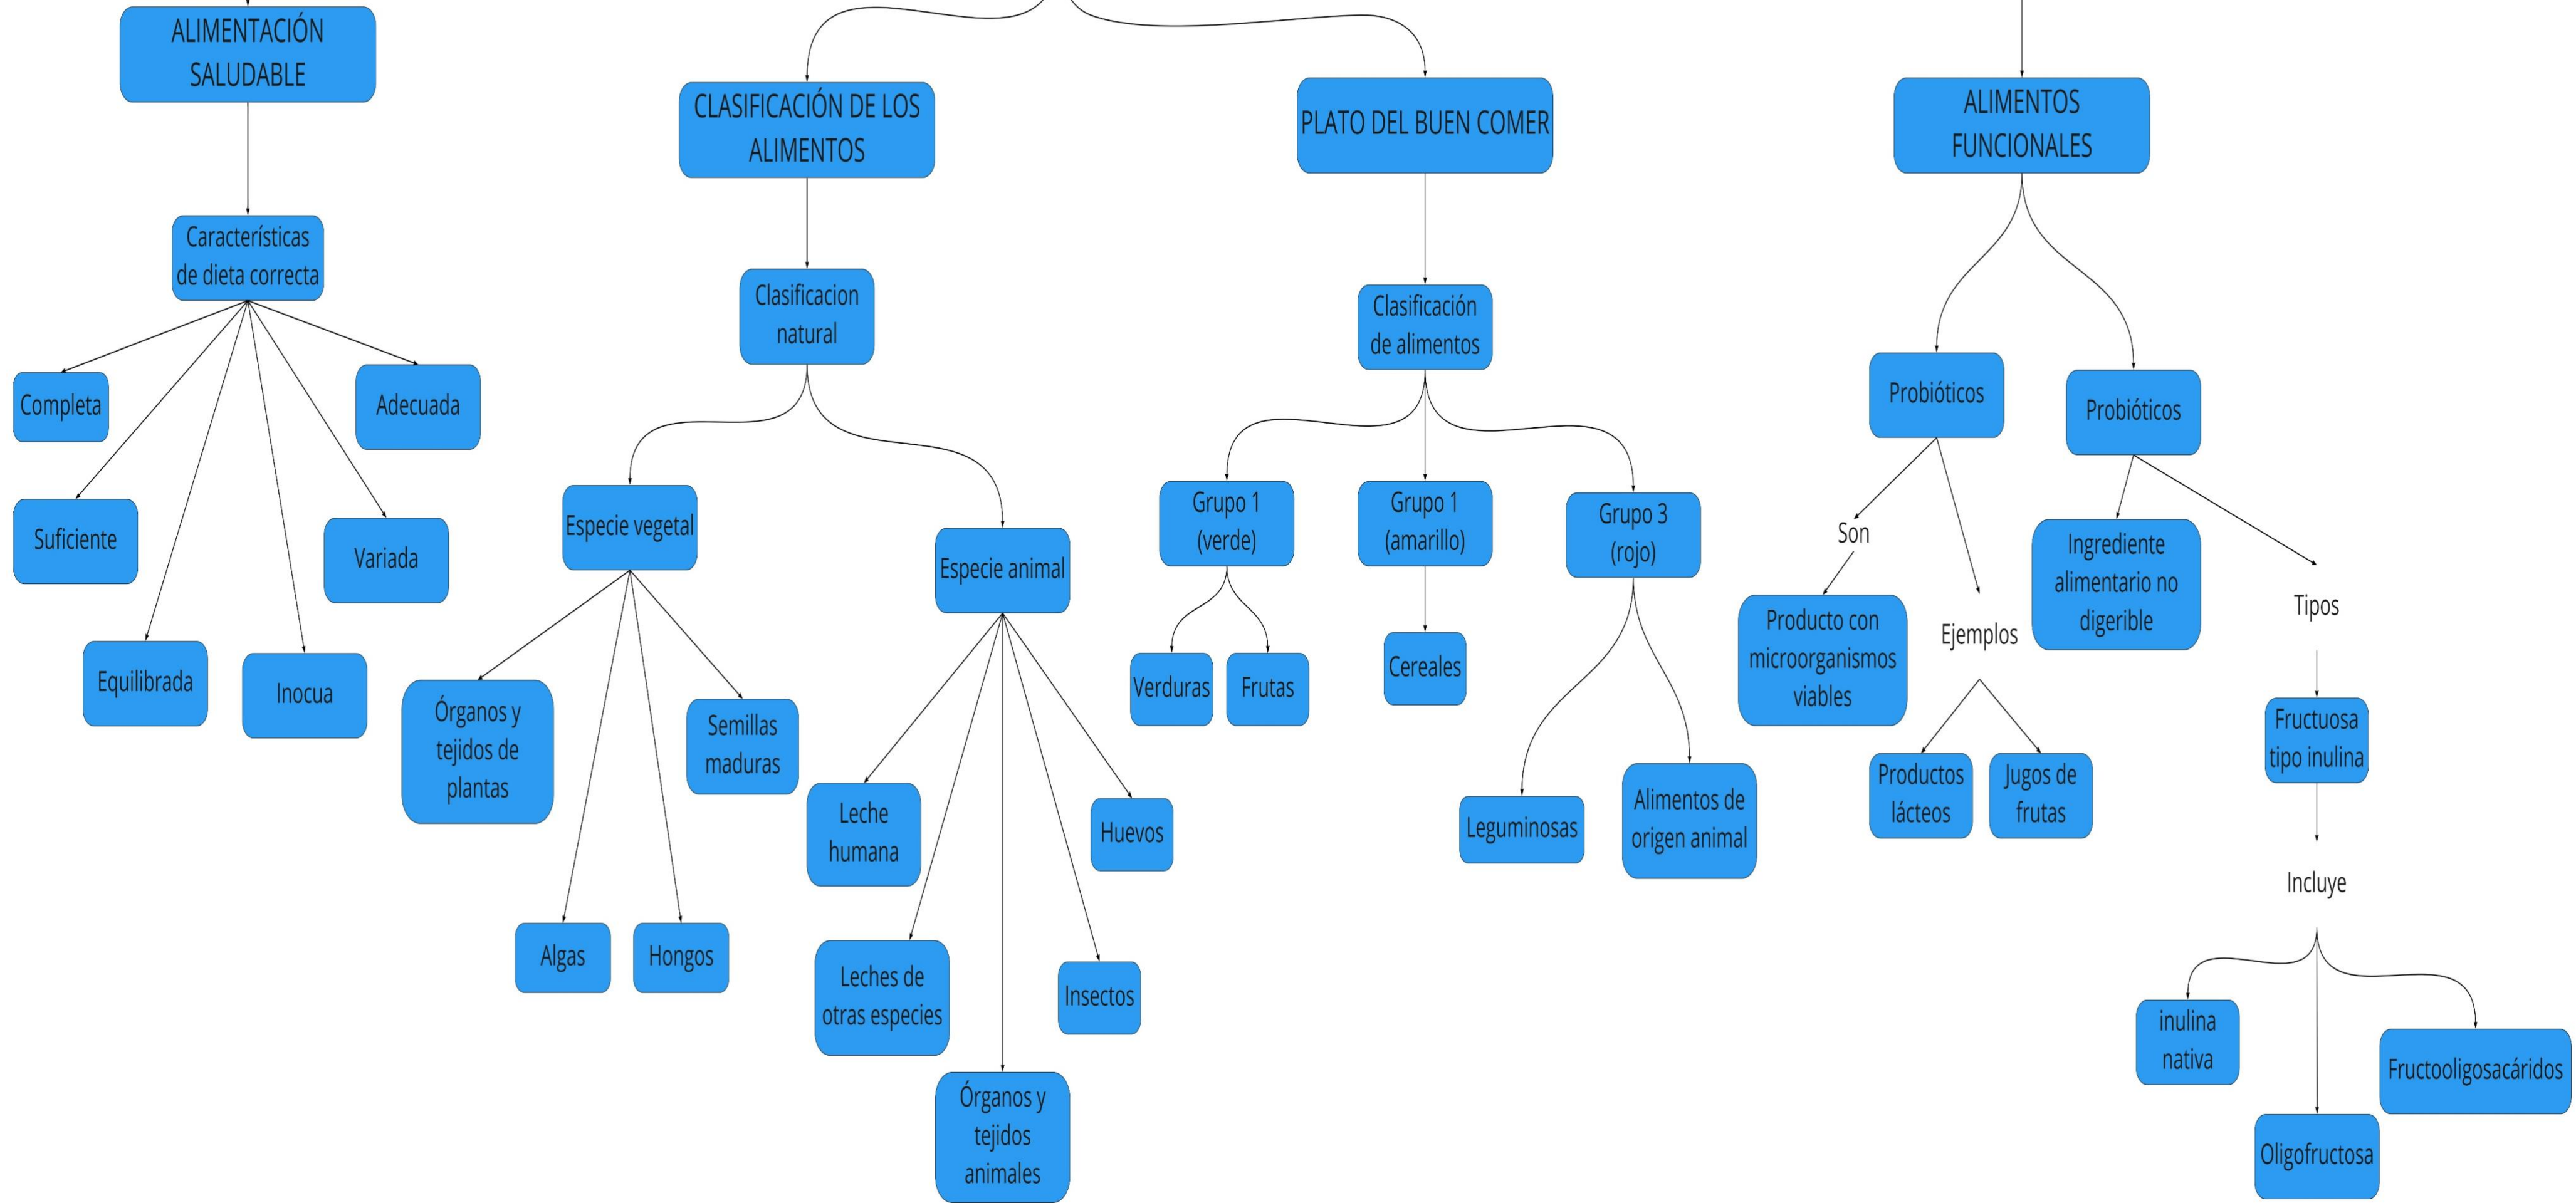 ALIMENTACIÓN
SALUDABLE
Características
de dieta correcta
Completa
Adecuada
Suficiente
Variada
Equilibrada
Inocua
CLASIFICACIÓN DE LOS
ALIMENTOS
Clasificacion
natural
Especie vegetal
Órganos y
tejidos de
plantas
Semillas
maduras
Algas
Hongos
Especie animal
Leche
humana
Huevos
Leches de
otras especies
Insectos
Órganos y
tejidos
animales
PLATO DEL BUEN COMER
Clasificación
de alimentos
Grupo 1
(verde)
Verduras
Frutas
Grupo 1
(amarillo)
Cereales
Grupo 3
(rojo)
Leguminosas
Alimentos de
origen animal
ALIMENTOS
FUNCIONALES
Probióticos
Son
Producto con
microorganismos
viables
Ejemplos
Productos
lácteos
Jugos de
frutas
Probióticos
Ingrediente
alimentario no
digerible
Tipos
Fructuosa
tipo inulina
Incluye
inulina
nativa
Oligofructosa
Fructooligosacáridos